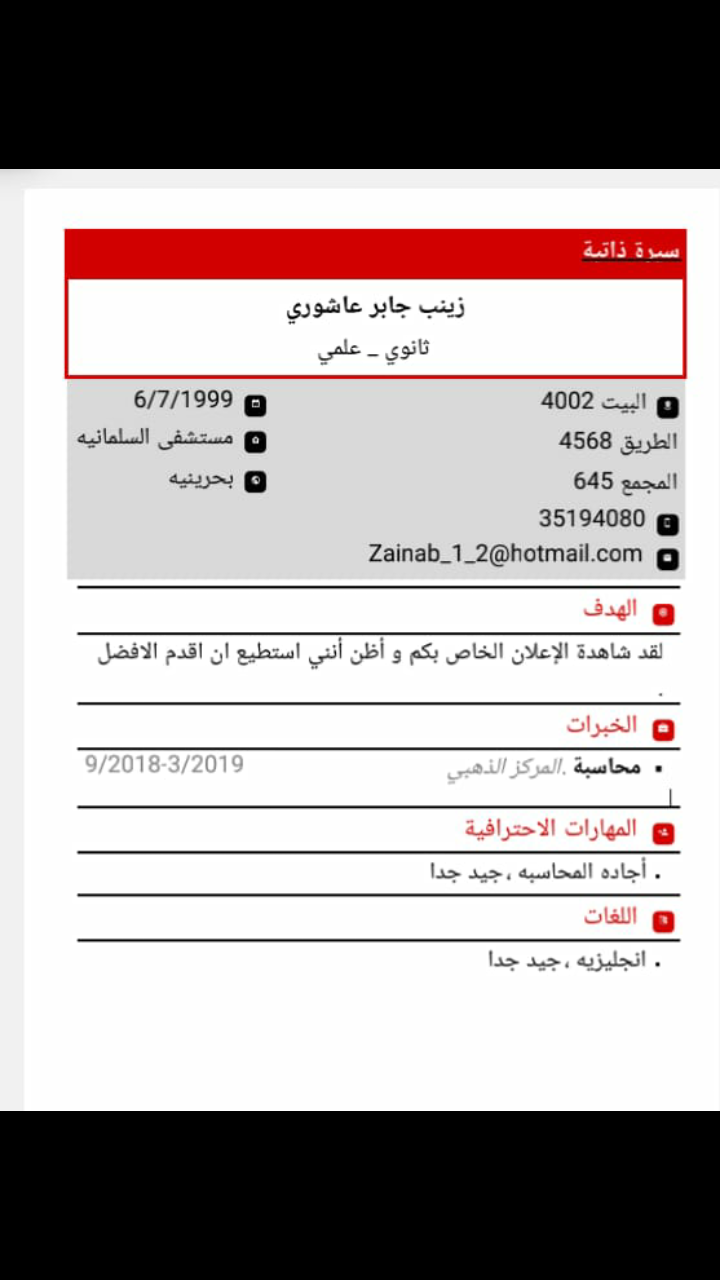 سيرة ذاتية
زينب جابر عاشوري
ثانوي _ علمي
البيت 4002
الطريق 4568
المجمع 645
35194080
Zainab_1_2@hotmail.com
6/7/1999
مستشفى السلمانيه
بحرينيه
الهدف
لقد شاهدة الإعلان الخاص بكم و أظن أنني استطيع ان اقدم الافضل
.
الخبرات
▪ محاسبة .المركز الذهبي 9/2018-3/2019
المهارات الاحترافية
. أجاده المحاسبه ،جيد جدا
اللغات
. انجليزيه ،جيد جدا